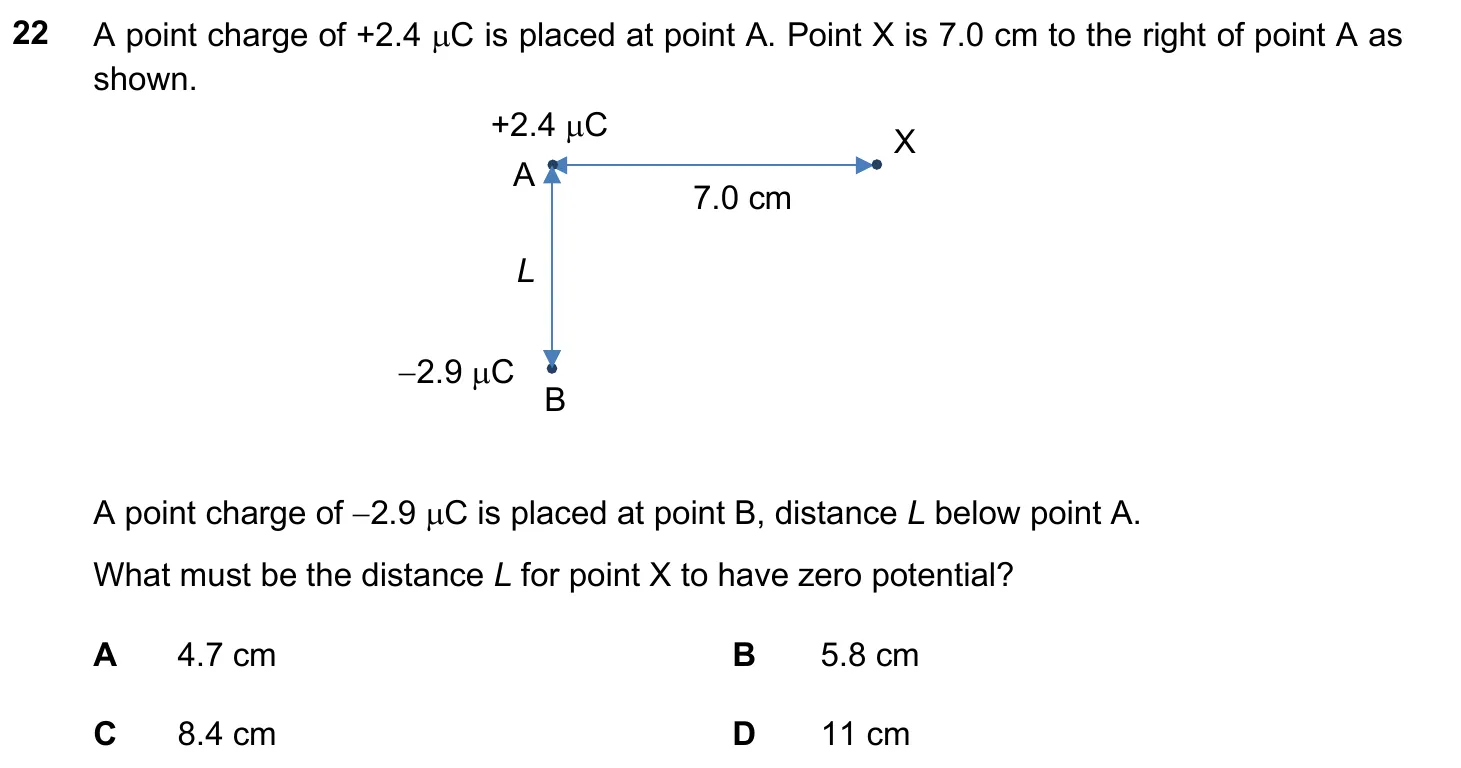 22 A point charge of +2.4 μC is placed at point A. Point X is 7.0 cm to the right of point A as
shown.
+2.4 μC
X
A
7.0 cm
L
–2.9 μC
B
A point charge of –2.9 μC is placed at point B, distance L below point A.
What must be the distance L for point X to have zero potential?
A 4.7 cm B 5.8 cm
C 8.4 cm D 11 cm